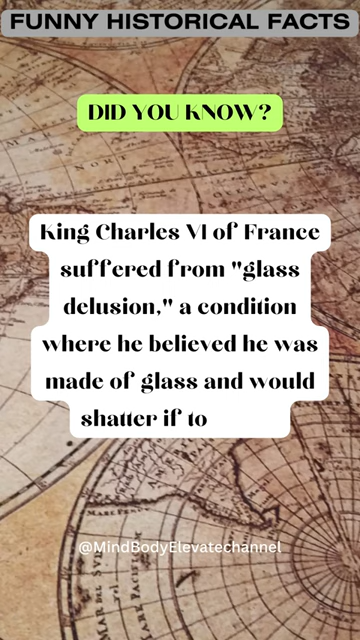 FUNNY HISTORICAL FACTS
DID YOU KNOW?
King Charles VI of France
suffered from "glass
delusion," a condition
where he believed he was
made of glass and would
shatter if to
@MindBodyElevatechannel